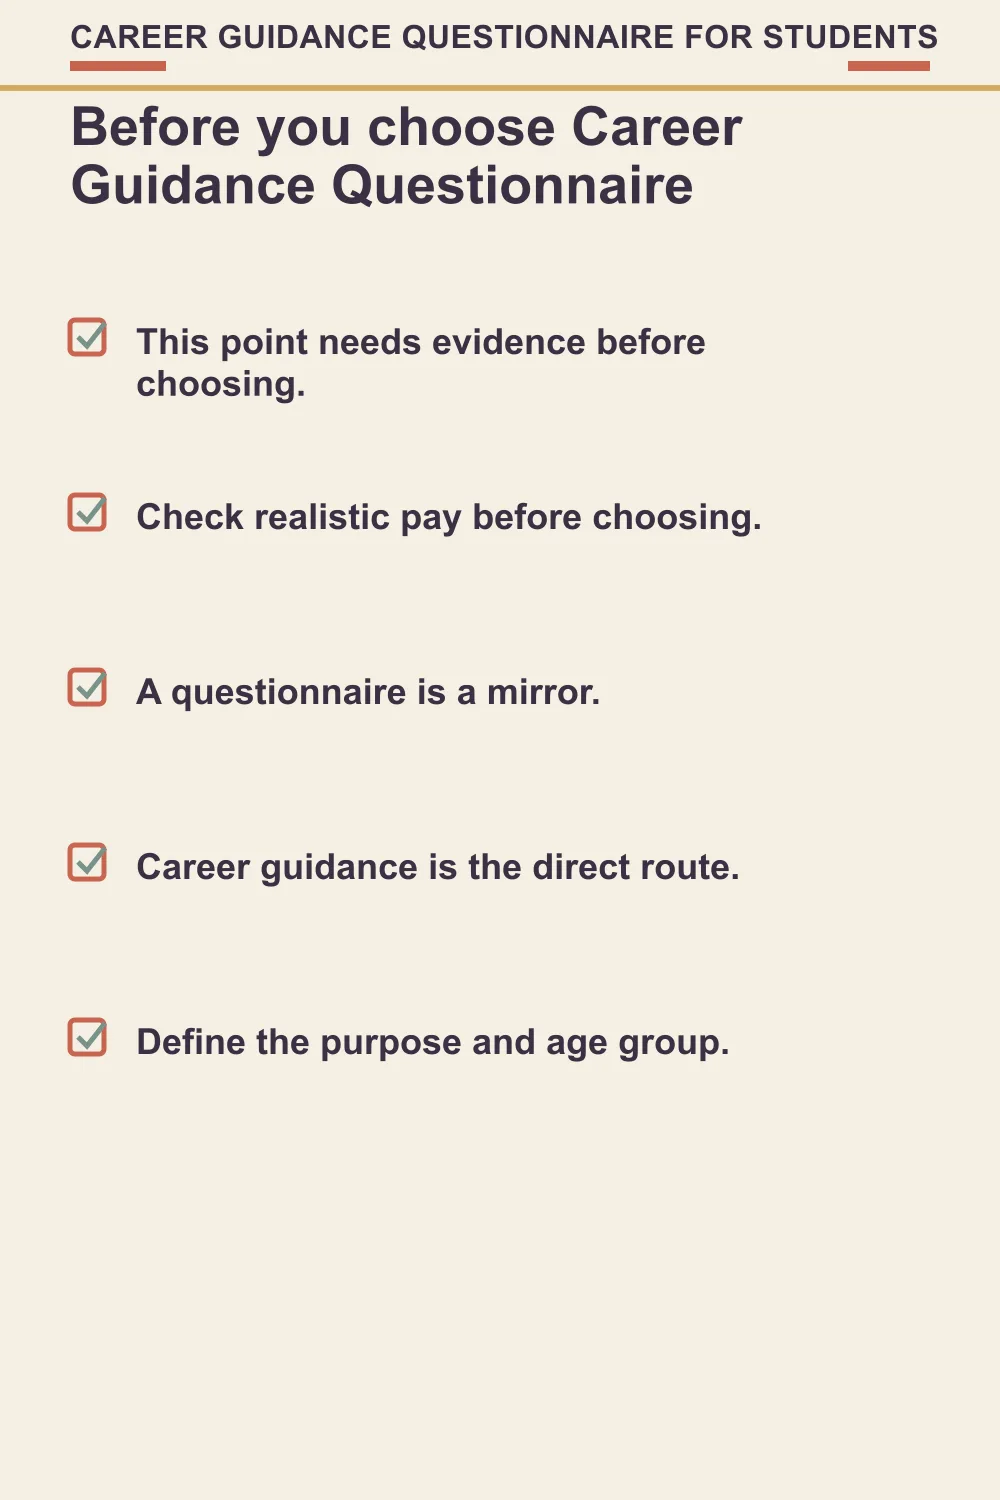 CAREER GUIDANCE QUESTIONNAIRE FOR STUDENTS
Before you choose Career
Guidance Questionnaire
This point needs evidence before
choosing.
Check realistic pay before choosing.
A questionnaire is a mirror.
Career guidance is the direct route.
Define the purpose and age group.